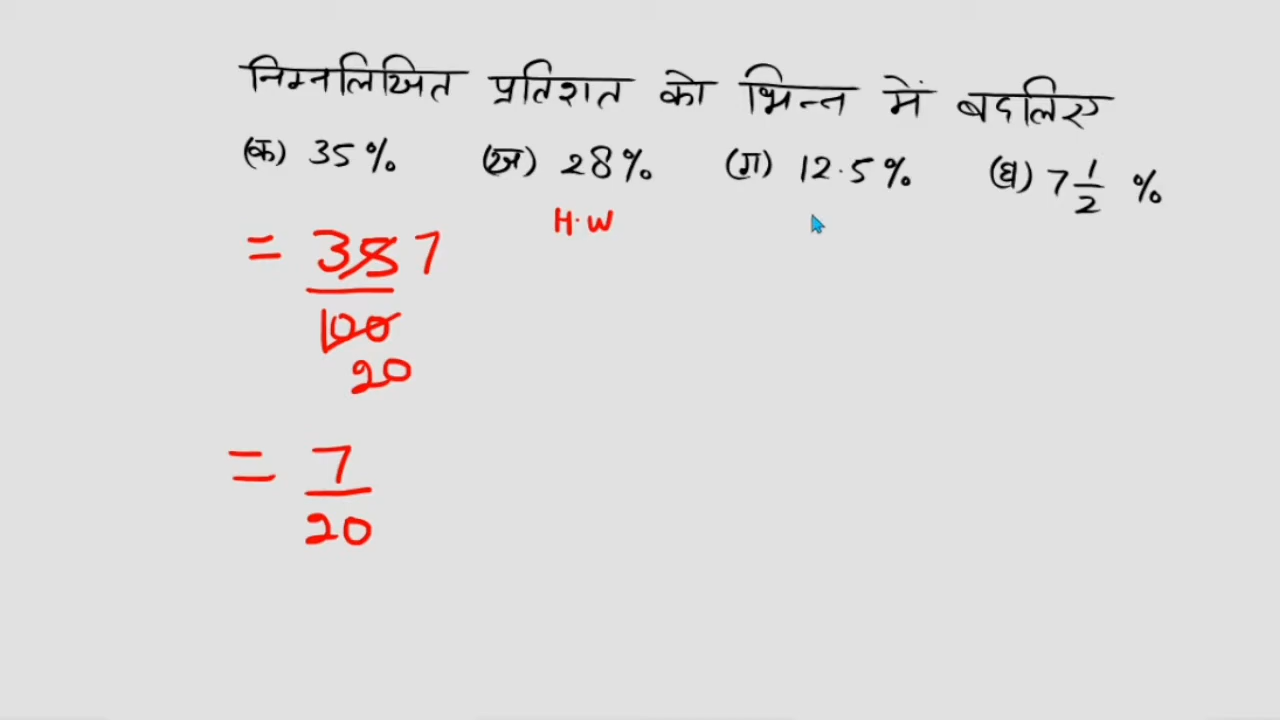 निम्नलिखित प्रतिशत को भिन्न में बदलिए
(क) 35% (ख) 28% (ग) 12.5% (घ) 7 1/2 %
H.W
= 35 7
100
20
= 7
20